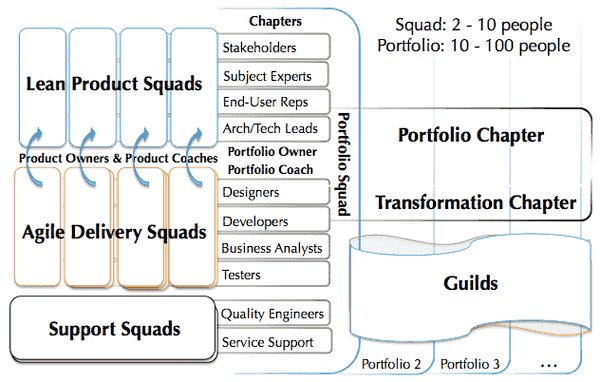 Chapters
Squad: 2 - 10 people
Portfolio: 10 - 100 people
Lean Product Squads
Stakeholders
Subject Experts
End-User Reps
Arch/Tech Leads
Product Owners & Product Coaches
Portfolio Owner
Portfolio Coach
Portfolio Squad
Portfolio Chapter
Transformation Chapter
Agile Delivery Squads
Designers
Developers
Business Analysts
Testers
Guilds
Support Squads
Quality Engineers
Service Support
Portfolio 2
Portfolio 3
...